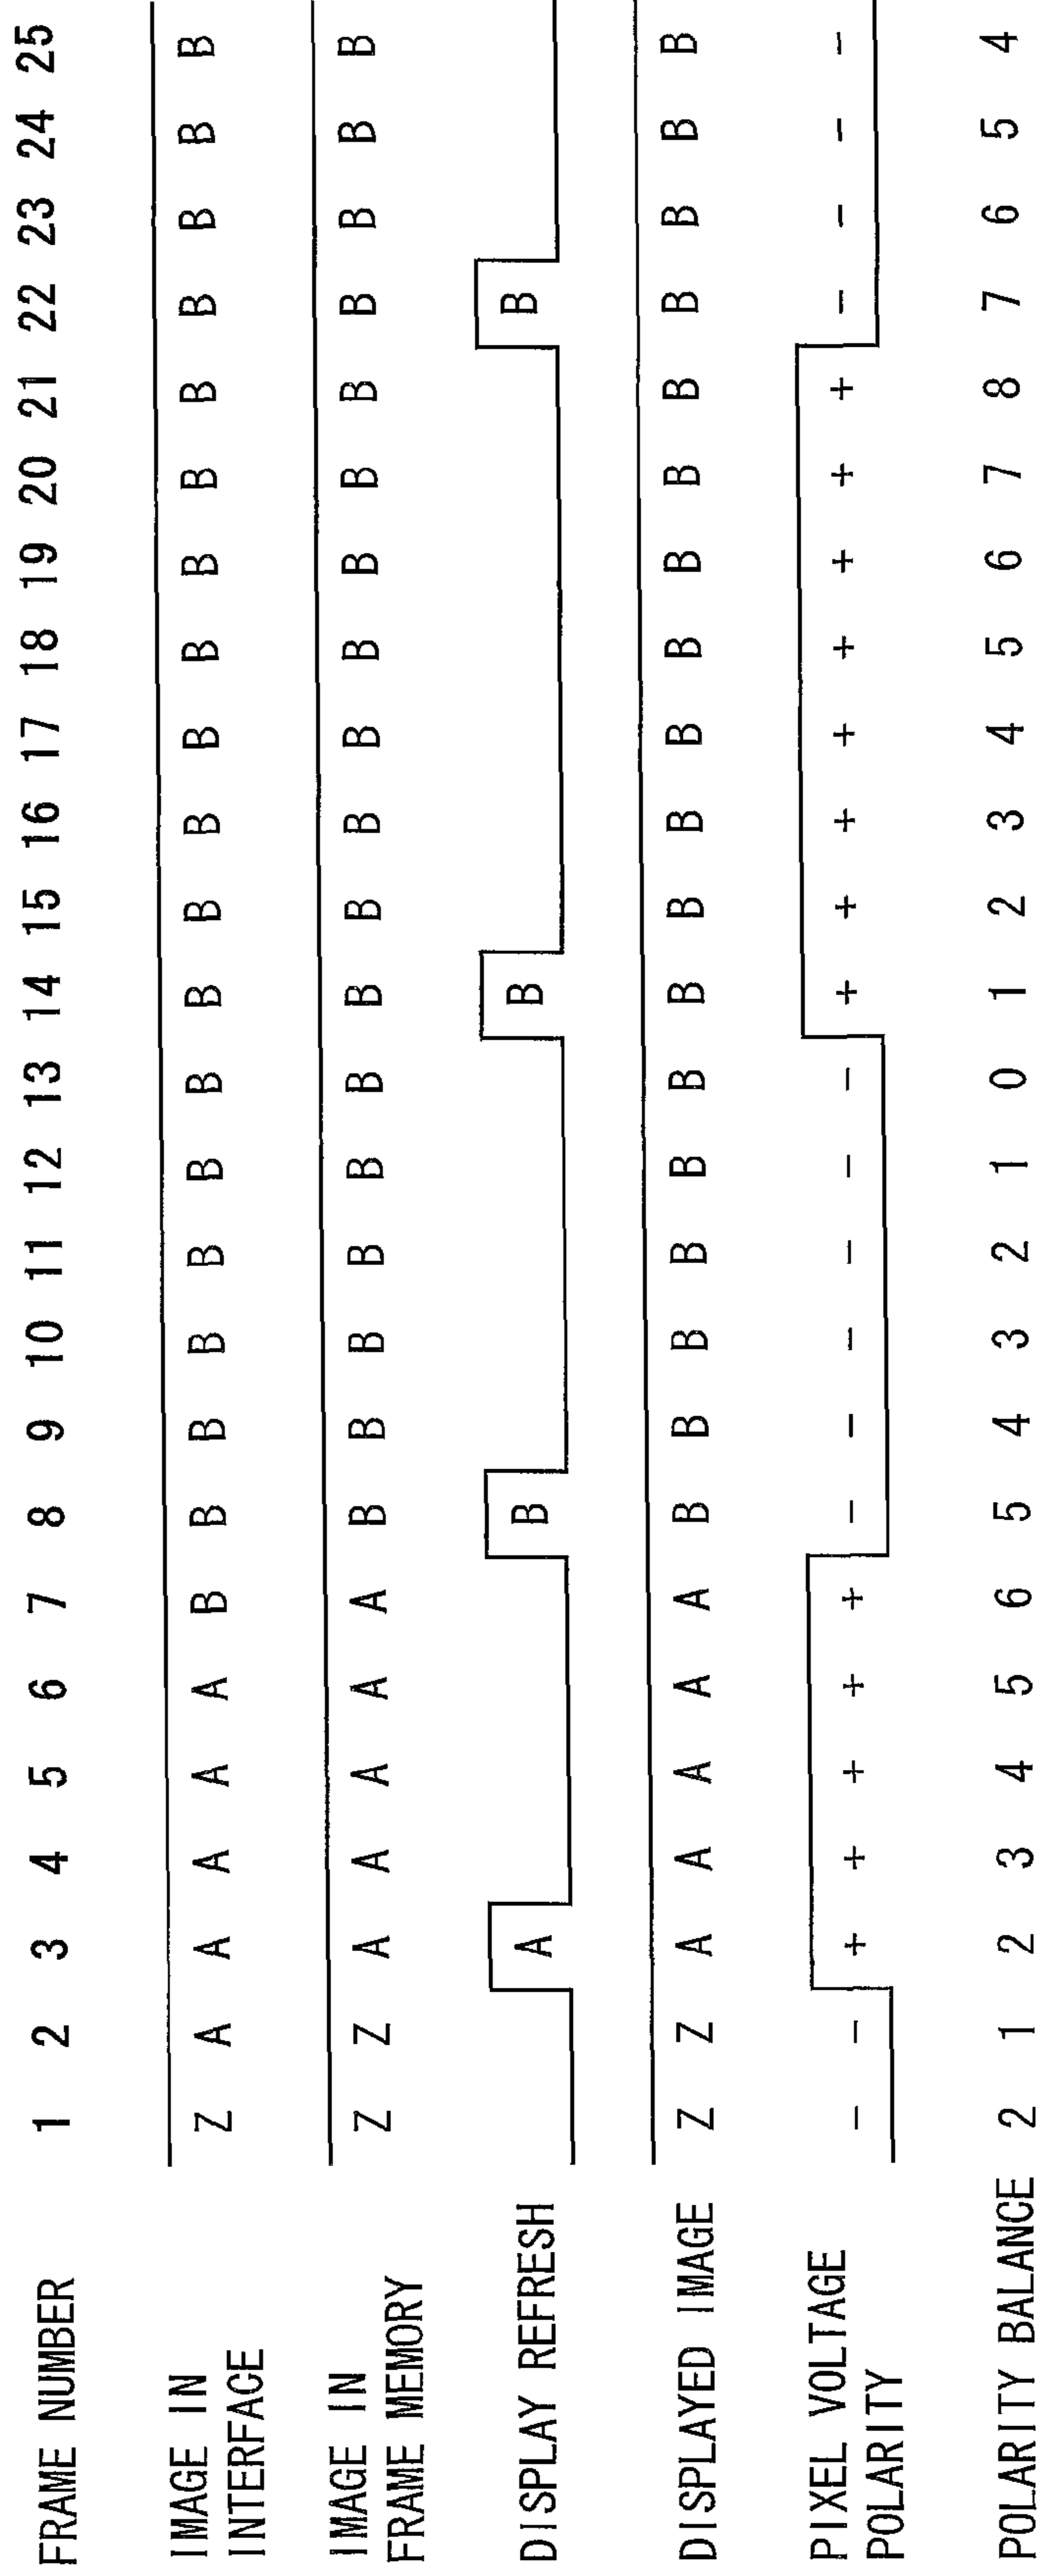 FRAME NUMBER 1 2 3 4 5 6 7 8 9 10 11 12 13 14 15 16 17 18 19 20 21 22 23 24 25
IMAGE IN
INTERFACE
Z A A A A A B B B B B B B B B B B B B B B B B B B
IMAGE IN
FRAME MEMORY
Z Z A A A A A B B B B B B B B B B B B B B B B B B
DISPLAY REFRESH A B B B
DISPLAYED IMAGE Z Z A A A A A B B B B B B B B B B B B B B B B B B
PIXEL VOLTAGE
POLARITY
− − + + + + + − − − − − − + + + + + + + + − − − −
POLARITY BALANCE 2 1 2 3 4 5 6 5 4 3 2 1 0 1 2 3 4 5 6 7 8 7 6 5 4